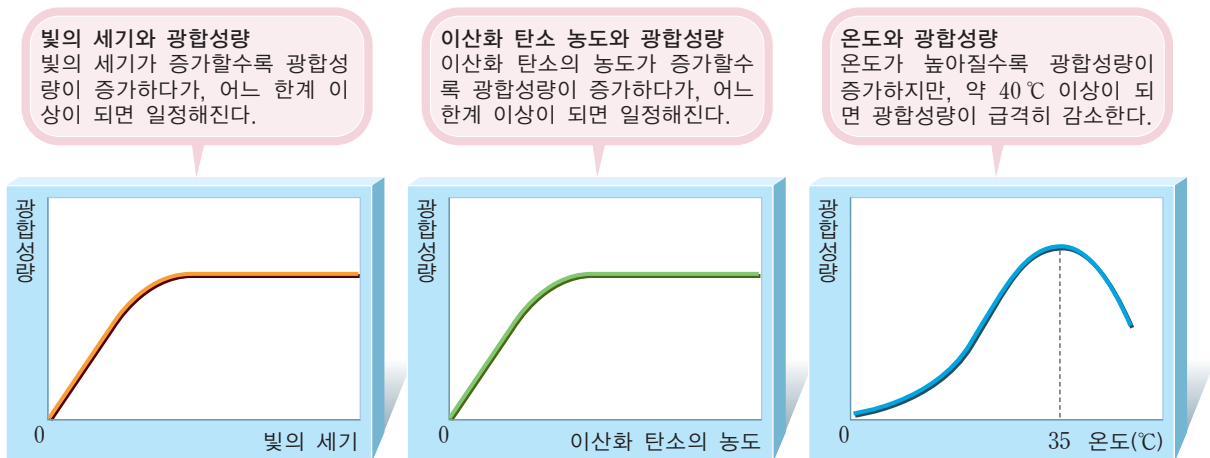 빛의 세기와 광합성량
빛의 세기가 증가할수록 광합성
량이 증가하다가, 어느 한계 이
상이 되면 일정해진다.
이산화 탄소 농도와 광합성량
이산화 탄소의 농도가 증가할수
록 광합성량이 증가하다가, 어느
한계 이상이 되면 일정해진다.
온도와 광합성량
온도가 높아질수록 광합성량이
증가하지만, 약 40 ℃ 이상이 되
면 광합성량이 급격히 감소한다.
광합성량
0
빛의 세기
광합성량
0
이산화 탄소의 농도
광합성량
0
35
온도(℃)